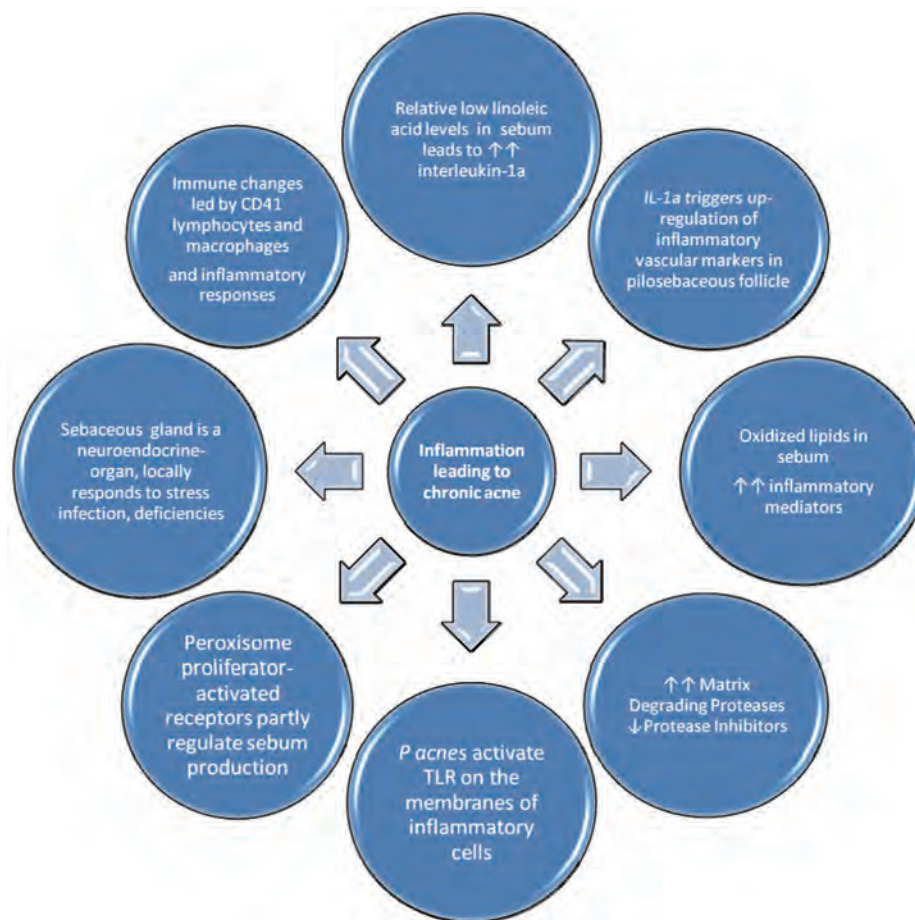 Relative low linoleic
acid levels in sebum
leads to ↑↑
interleukin-1a
IL-1a triggers up-
regulation of
inflammatory
vascular markers in
pilosebaceous follicle
Oxidized lipids in
sebum
↑↑ inflammatory
mediators
↑↑ Matrix
Degrading Proteases
↓Protease Inhibitors
P acnes activate
TLR on the
membranes of
inflammatory
cells
Peroxisome
proliferator-
activated
receptors partly
regulate sebum
production
Sebaceous gland is a
neuroendocrine-
organ, locally
responds to stress
infection, deficiencies
Immune changes
led by CD41
lymphocytes and
macrophages
and inflammatory
responses
Inflammation
leading to
chronic acne